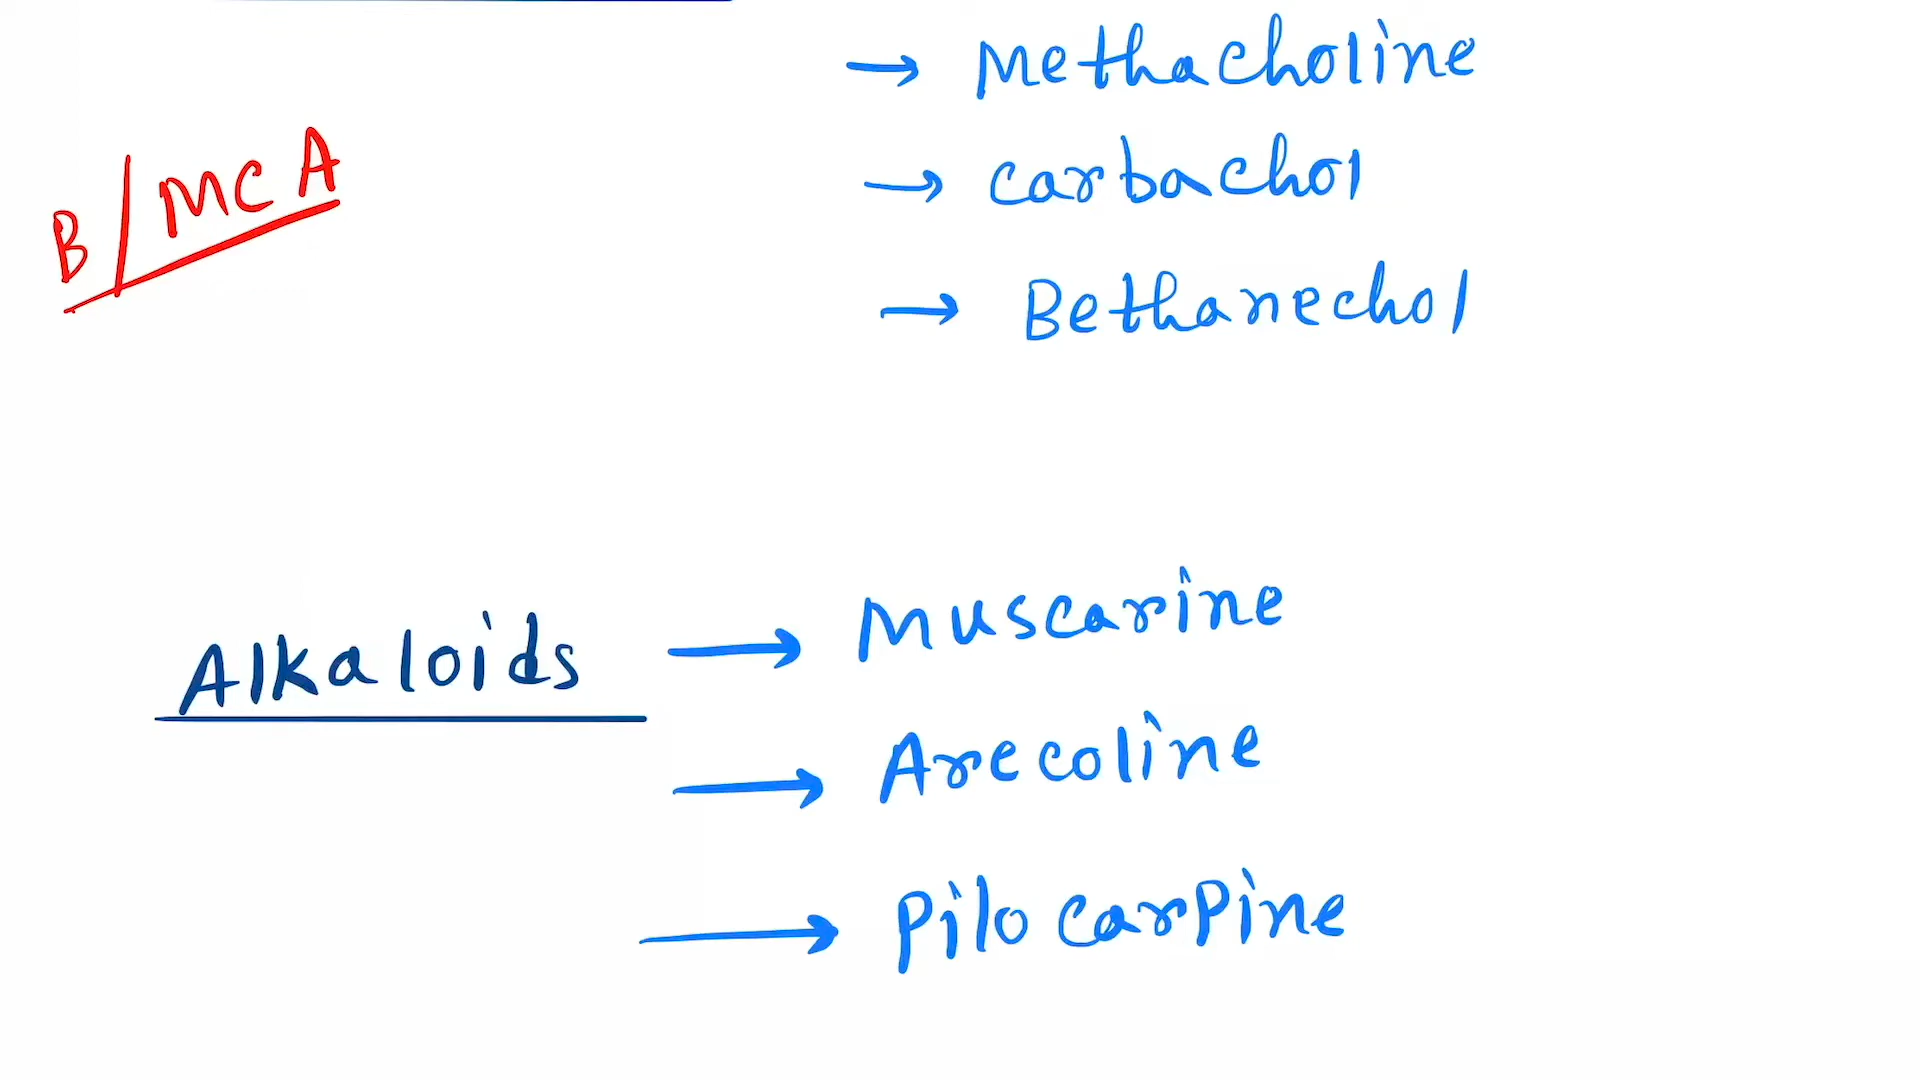 → Methacholine
B/MCA
→ carbachol
→ Bethanechol
Alkaloids → Muscarine
→ Arecoline
→ Pilocarpine